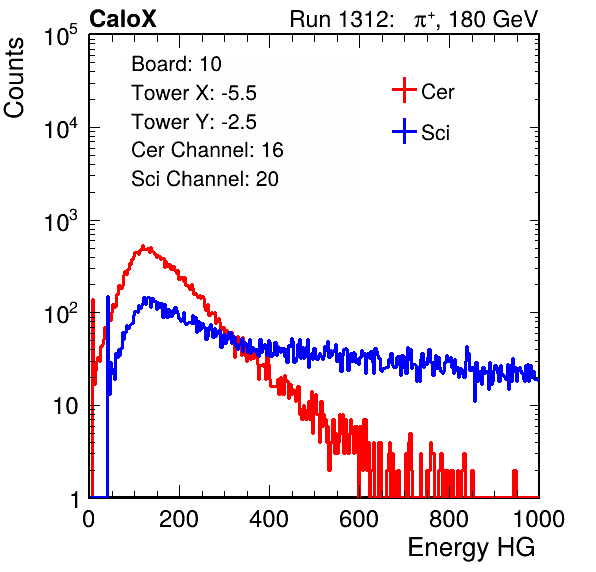 CaloX Run 1312: π⁺, 180 GeV
Counts
Board: 10
Tower X: -5.5
Tower Y: -2.5
Cer Channel: 16
Sci Channel: 20
Cer
Sci
10⁵
10⁴
10³
10²
10
1
0 200 400 600 800 1000
Energy HG